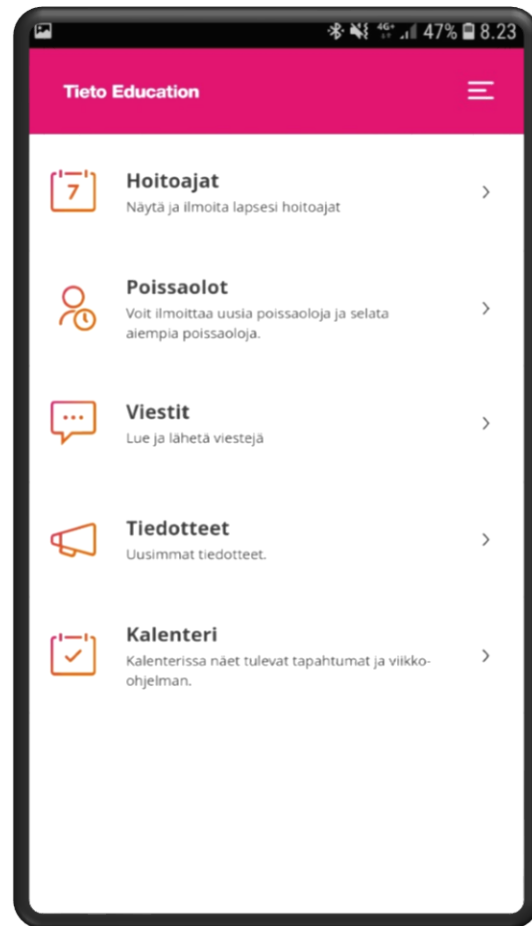 4G+ 47% 8.23
Tieto Education
7
Hoitoajat
Näytä ja ilmoita lapsesi hoitoajat
Poissaolot
Voit ilmoittaa uusia poissaoloja ja selata
aiempia poissaoloja.
Viestit
Lue ja lähetä viestejä
Tiedotteet
Uusimmat tiedotteet.
Kalenteri
Kalenterissa näet tulevat tapahtumat ja viikko-
ohjelman.